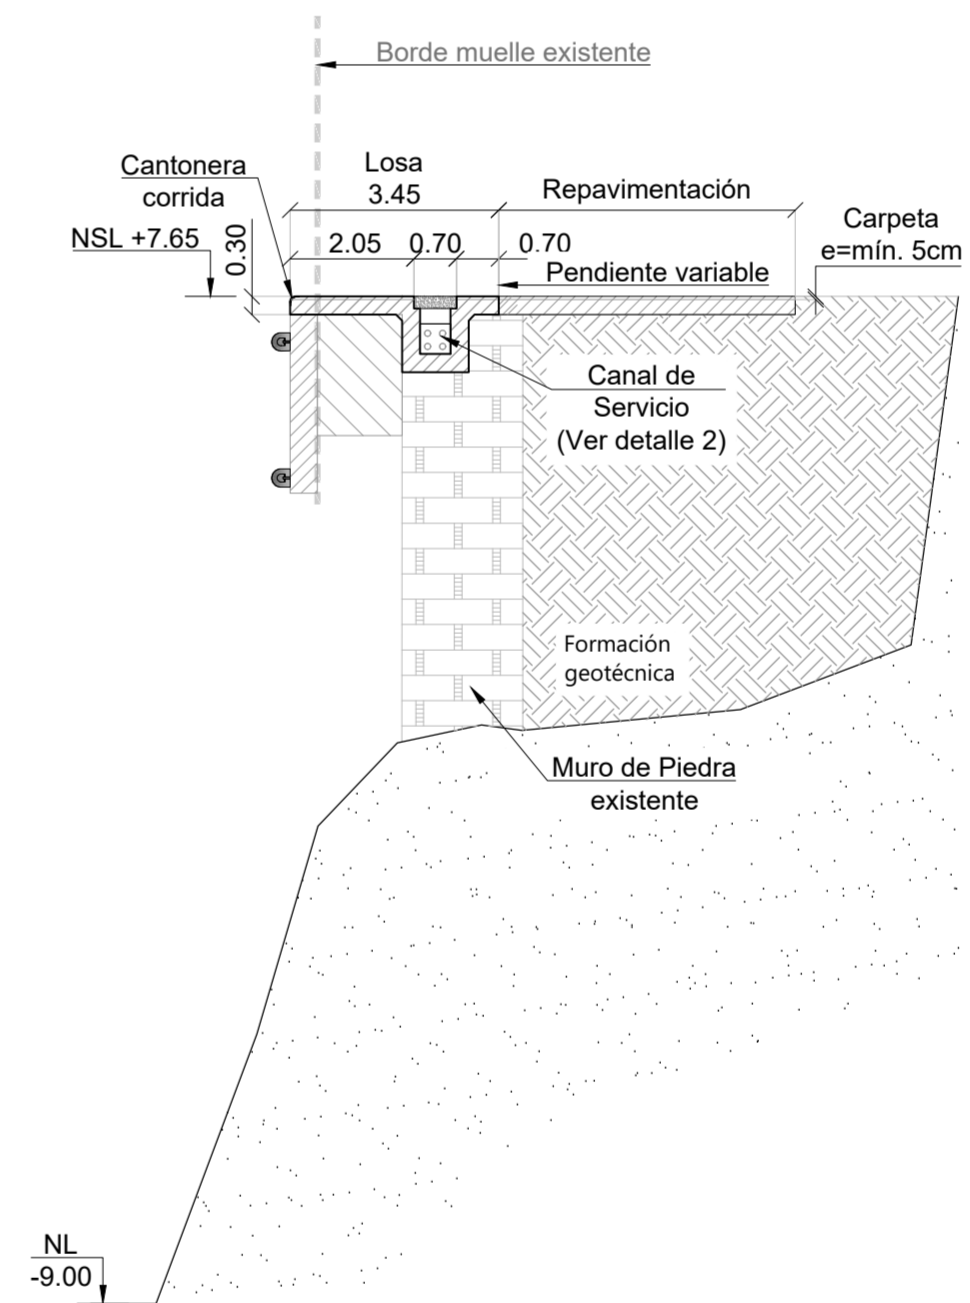 Borde muelle existente
Cantonera
corrida
Losa
3.45
Repavimentación
NSL +7.65
0.30
2.05
0.70
0.70
Carpeta
e=mín. 5cm
Pendiente variable
Canal de
Servicio
(Ver detalle 2)
Formación
geotécnica
Muro de Piedra
existente
NL
-9.00